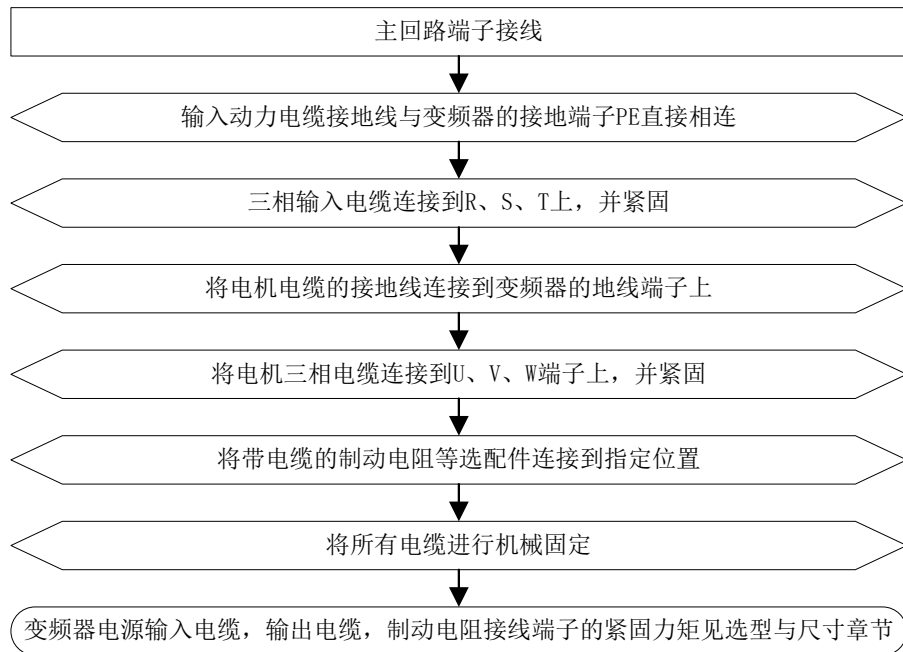 主回路端子接线
输入动力电缆接地线与变频器的接地端子PE直接相连
三相输入电缆连接到R、S、T上，并紧固
将电机电缆的接地线连接到变频器的地线端子上
将电机三相电缆连接到U、V、W端子上，并紧固
将带电缆的制动电阻等选配件连接到指定位置
将所有电缆进行机械固定
变频器电源输入电缆，输出电缆，制动电阻接线端子的紧固力矩见选型与尺寸章节